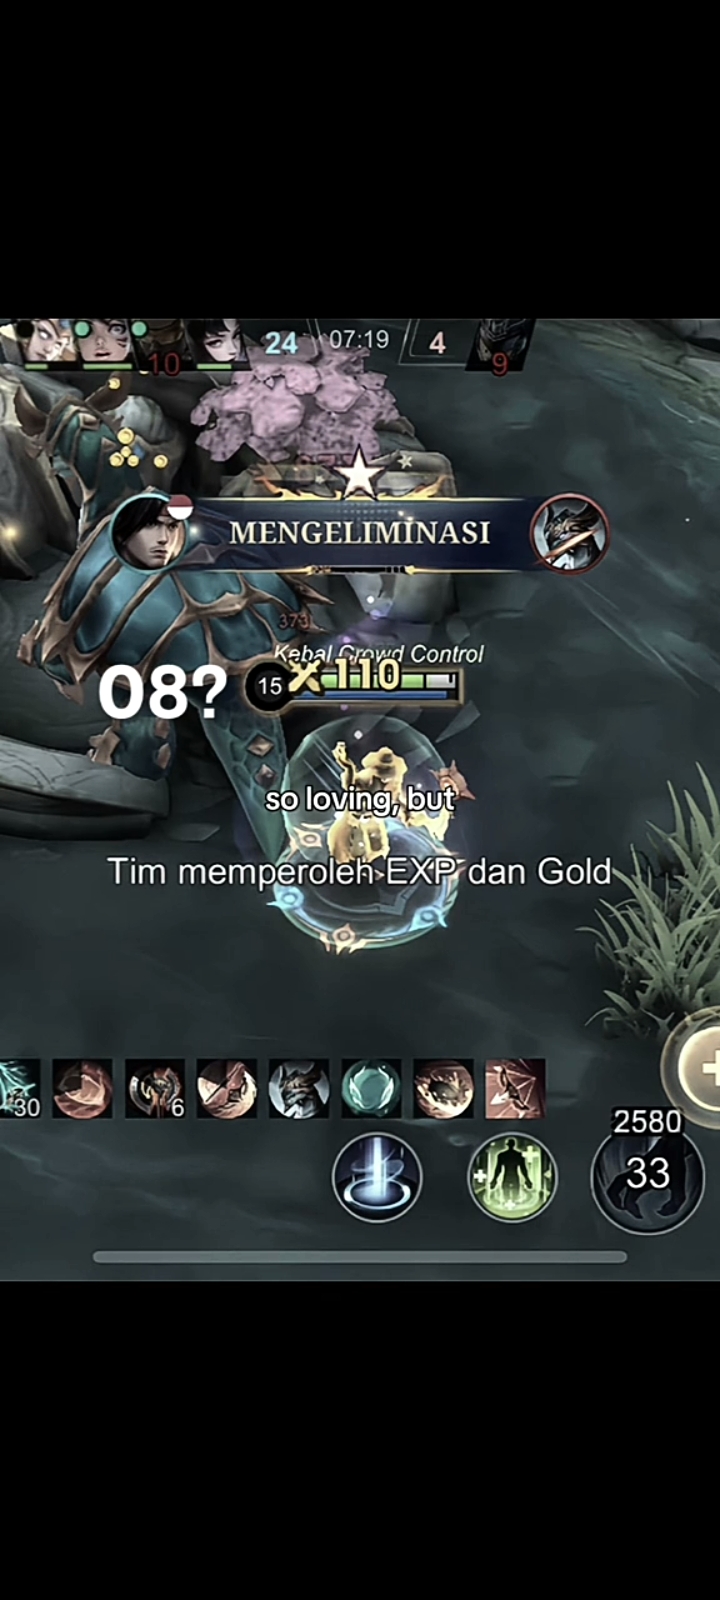 24 07:19 4
10 9
MENGELIMINASI
373
Kebal Crowd Control
15 110
08?
so loving, but
Tim memperoleh EXP dan Gold
30 6
2580
33